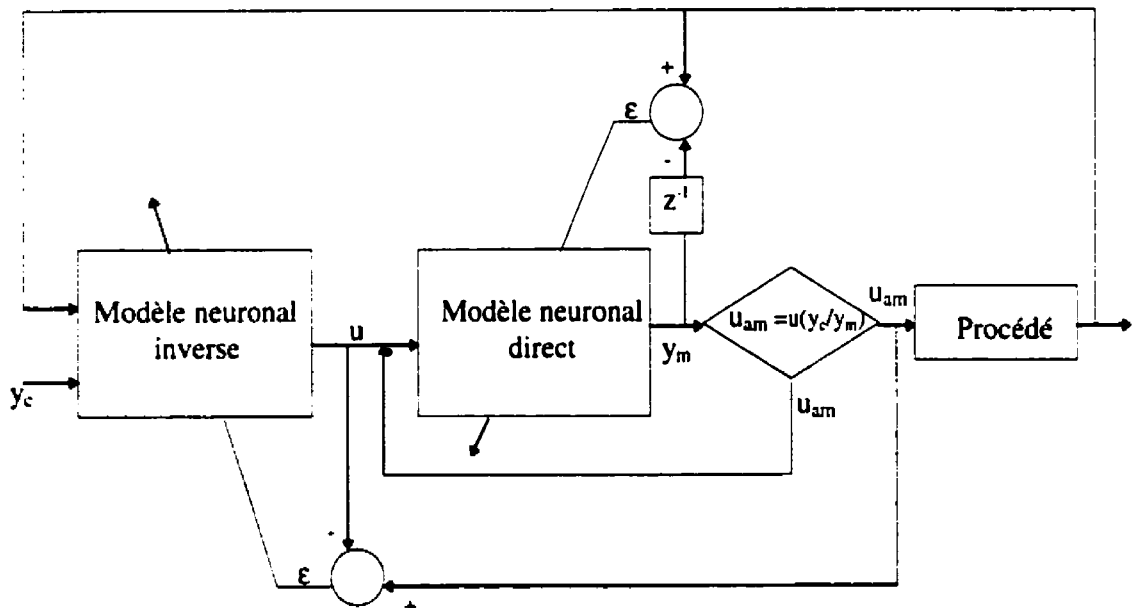 +
ε
-
z⁻¹
Modèle neuronal
inverse
u
Modèle neuronal
direct
y_m
u_am = u(y_c/y_m)
u_am
Procédé
y_c
u_am
-
ε
+